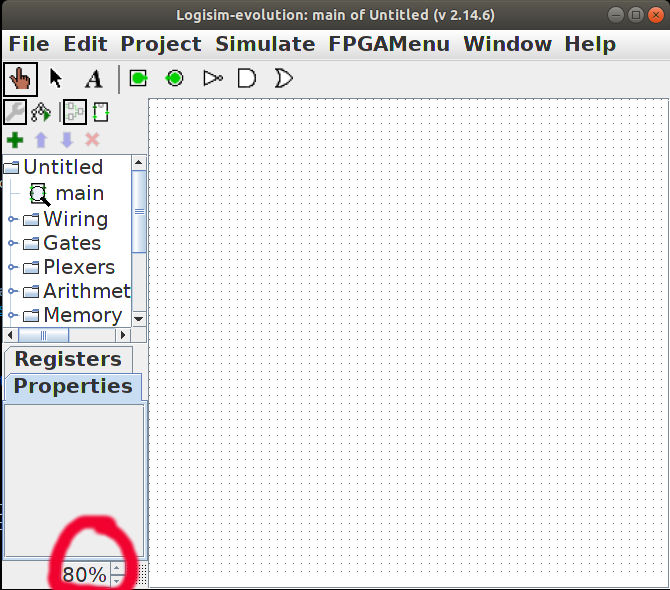 Logisim-evolution: main of Untitled (v 2.14.6)
File Edit Project Simulate FPGAMenu Window Help
A
Untitled
main
Wiring
Gates
Plexers
Arithmet
Memory
Registers
Properties
80%